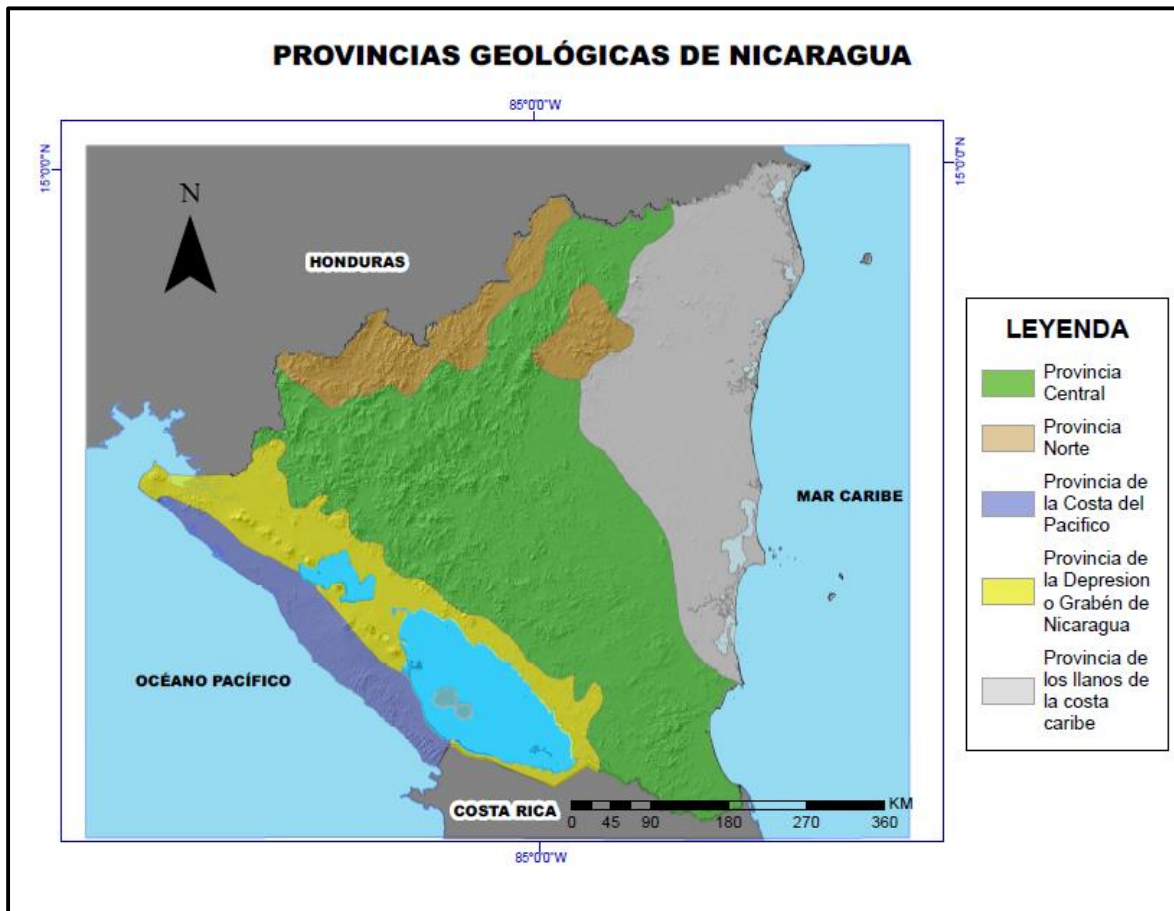 PROVINCIAS GEOLÓGICAS DE NICARAGUA
85°0'0"W
15°0'0"N
15°0'0"N
N
HONDURAS
MAR CARIBE
OCÉANO PACÍFICO
COSTA RICA
KM
0 45 90 180 270 360
85°0'0"W
LEYENDA
Provincia
Central
Provincia
Norte
Provincia de
la Costa del
Pacifico
Provincia de
la Depresion
o Grabén de
Nicaragua
Provincia de
los llanos de
la costa
caribe